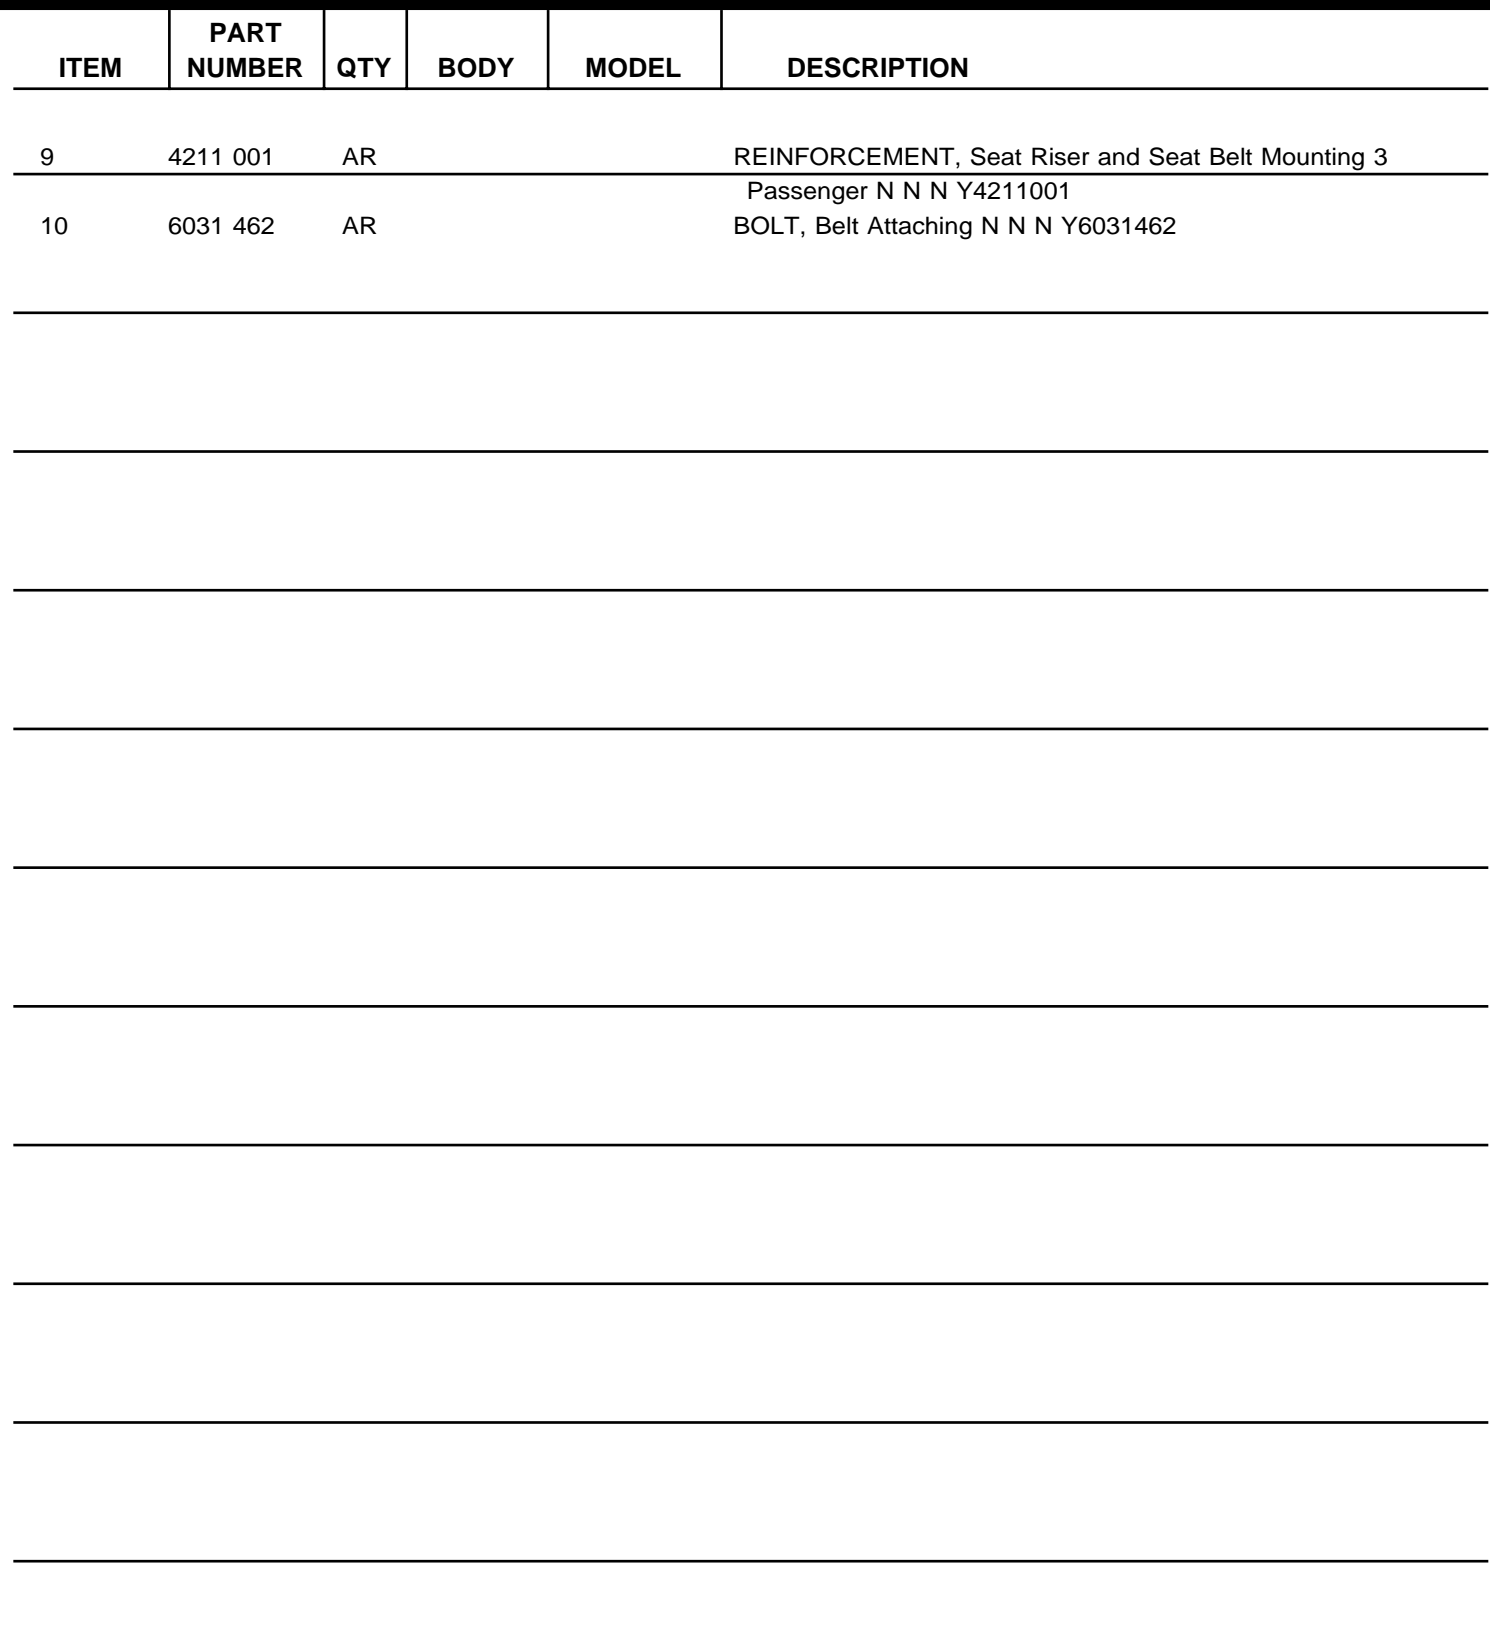 PART
ITEM NUMBER QTY BODY MODEL DESCRIPTION
9 4211 001 AR REINFORCEMENT, Seat Riser and Seat Belt Mounting 3
Passenger N N N Y4211001
10 6031 462 AR BOLT, Belt Attaching N N N Y6031462